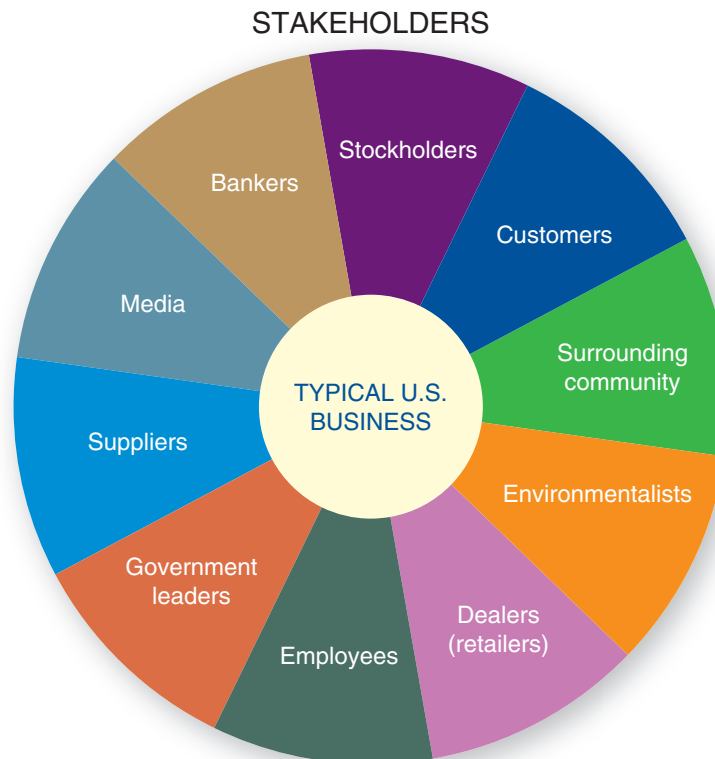 STAKEHOLDERS
Stockholders
Customers
Surrounding
community
Environmentalists
Dealers
(retailers)
Employees
Government
leaders
Suppliers
Media
Bankers
TYPICAL U.S.
BUSINESS